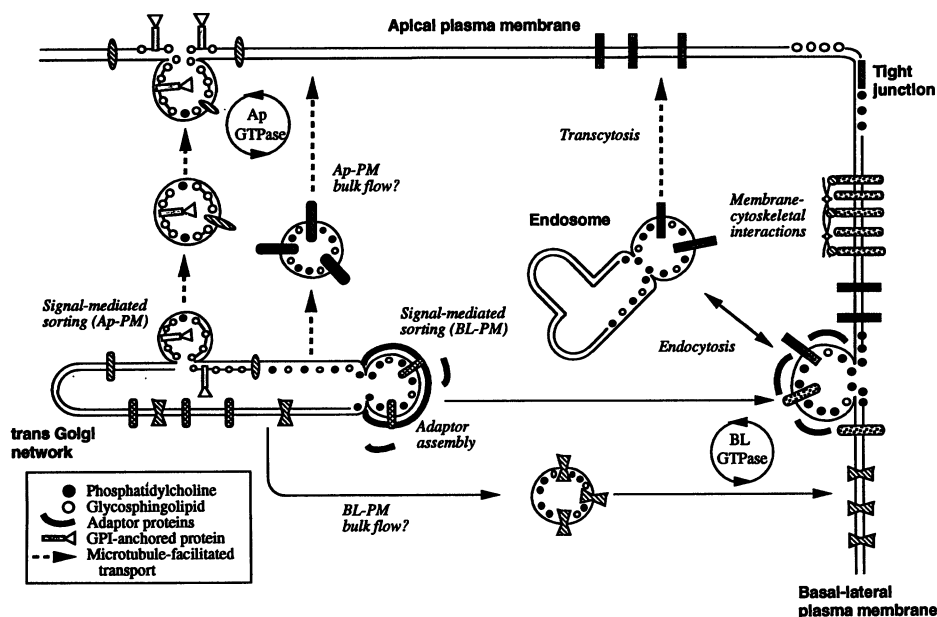 Apical plasma membrane
Tight
junction
Ap
GTPase
Transcytosis
Ap-PM
bulk flow?
Membrane-
cytoskeletal
interactions
Endosome
Signal-mediated
sorting (Ap-PM)
Signal-mediated
sorting (BL-PM)
Endocytosis
Adaptor
assembly
trans Golgi
network
BL
GTPase
Phosphatidylcholine
Glycosphingolipid
Adaptor proteins
GPI-anchored protein
Microtubule-facilitated
transport
BL-PM
bulk flow?
Basal-lateral
plasma membrane